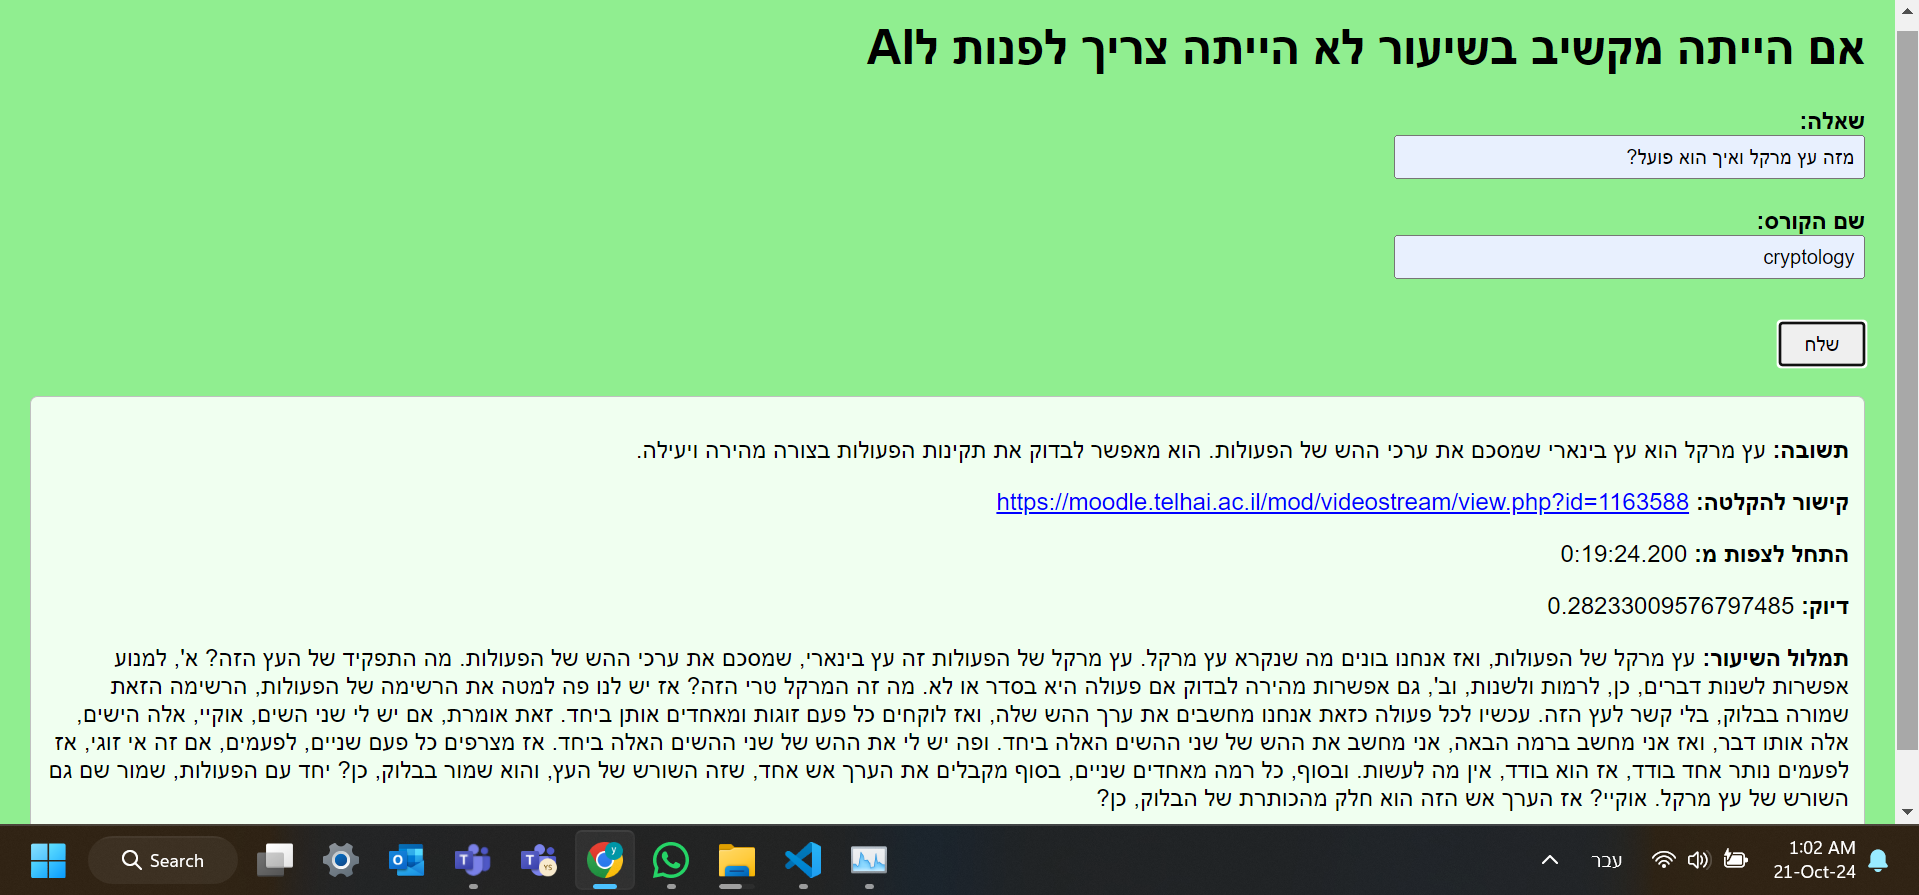 אם הייתה מקשיב בשיעור לא הייתה צריך לפנות לAI
שאלה:
מזה עץ מרקל ואיך הוא פועל?
שם הקורס:
cryptology
שלח
תשובה: עץ מרקל הוא עץ בינארי שמסכם את ערכי ההש של הפעולות. הוא מאפשר לבדוק את תקינות הפעולות בצורה מהירה ויעילה.
קישור להקלטה: https://moodle.telhai.ac.il/mod/videostream/view.php?id=1163588
התחל לצפות מ: 0:19:24.200
דיוק: 0.28233009576797485
תמלול השיעור: עץ מרקל של הפעולות, ואז אנחנו בונים מה שנקרא עץ מרקל. עץ מרקל של הפעולות זה עץ בינארי, שמסכם את ערכי ההש של הפעולות. מה התפקיד של העץ הזה? א', למנוע
אפשרות לשנות דברים, כן, לרמות ולשנות, וב', גם אפשרות מהירה לבדוק אם פעולה היא בסדר או לא. מה זה המרקל טרי הזה? אז יש לנו פה למטה את הרשימה של הפעולות, הרשימה הזאת
שמורה בבלוק, בלי קשר לעץ הזה. עכשיו לכל פעולה כזאת אנחנו מחשבים את ערך ההש שלה, ואז לוקחים כל פעם זוגות ומאחדים אותן ביחד. זאת אומרת, אם יש לי שני השים, אוקיי, אלה הישים,
אלה אותו דבר, ואז אני מחשב ברמה הבאה, אני מחשב את ההש של שני ההשים האלה ביחד. ופה יש לי את ההש של שני ההשים האלה ביחד. אז מצרפים כל פעם שניים, לפעמים, אם זה אי זוגי, אז
לפעמים נותר אחד בודד, אז הוא בודד, אין מה לעשות. ובסוף, כל רמה מאחדים שניים, בסוף מקבלים את הערך אש אחד, שזה השורש של העץ, והוא שמור בבלוק, כן? יחד עם הפעולות, שמור שם גם
השורש של עץ מרקל. אוקיי? אז הערך אש הזה הוא חלק מהכותרת של הבלוק, כן?
Search
עבר
1:02 AM
21-Oct-24